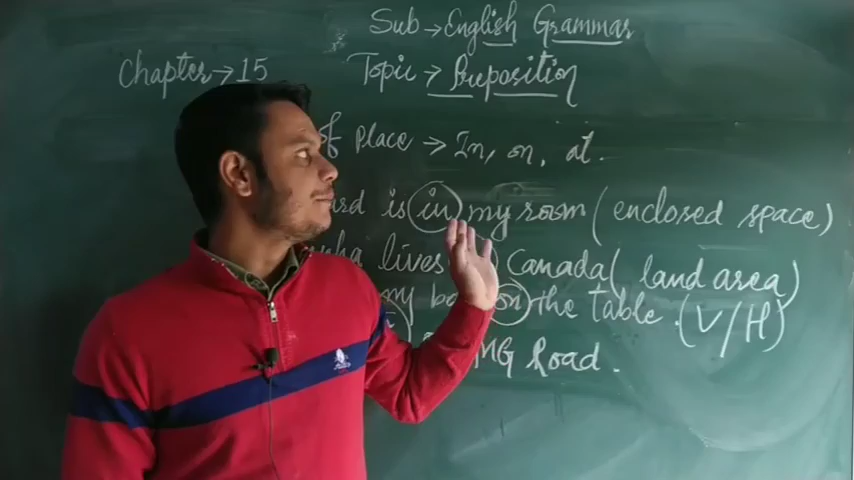 Sub → English Grammar
Chapter → 15
Topic → Preposition
of Place → In, on, at.
is in my room (enclosed space)
lives Canada (land area)
my on the table. (V/H)
MG Road.